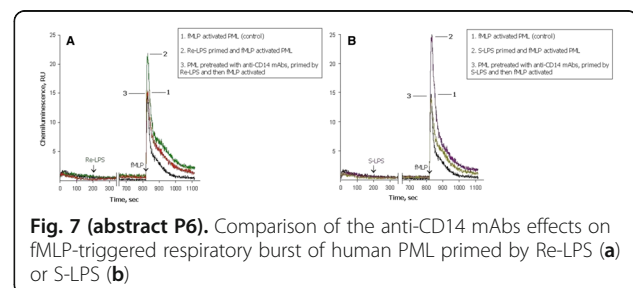 A
1. fMLP activated PML (control)
2. Re-LPS primed and fMLP activated PML
3. PML pretreated with anti-CD14 mAbs, primed by
Re-LPS and then fMLP activated
Chemiluminescence, RU
25
20
15
10
5
2
3
1
Re-LPS
fMLP
0 100 200 300 400 700 800 900 1000 1100
Time, sec
B
1. fMLP activated PML (control)
2. S-LPS primed and fMLP activated PML
3. PML pretreated with anti-CD14 mAbs, primed by
S-LPS and then fMLP activated
25
20
15
10
5
2
3
1
S-LPS
fMLP
0 100 200 300 400 700 800 900 1000 1100
Time, sec
Fig. 7 (abstract P6). Comparison of the anti-CD14 mAbs effects on
fMLP-triggered respiratory burst of human PML primed by Re-LPS (a)
or S-LPS (b)